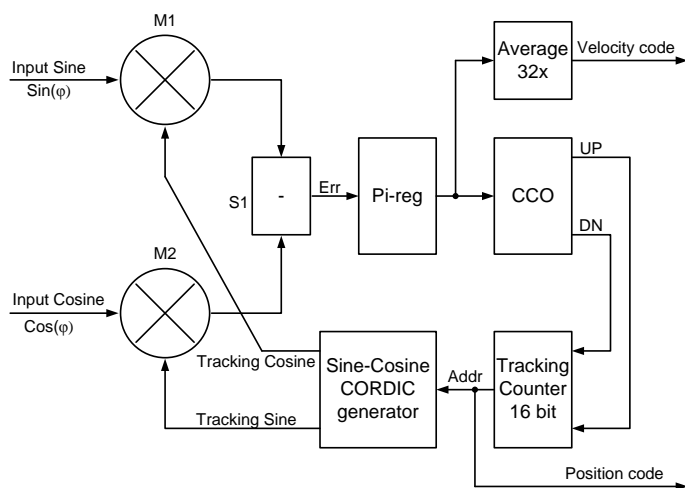 M1
Input Sine
Sin(φ)
Average
32x
Velocity code
UP
S1
-
Err
Pi-reg
CCO
DN
M2
Input Cosine
Cos(φ)
Tracking Cosine
Sine-Cosine
CORDIC
generator
Addr
Tracking
Counter
16 bit
Tracking Sine
Position code